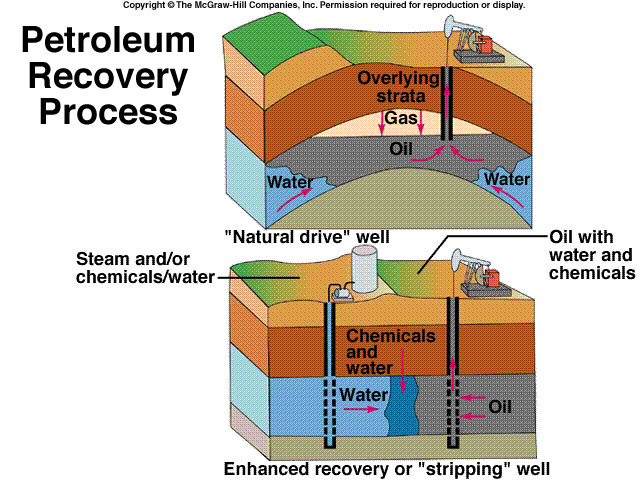 Copyright © The McGraw-Hill Companies, Inc. Permission required for reproduction or display.
Petroleum
Recovery
Process
Overlying
strata
Gas
Oil
Water
Water
"Natural drive" well
Steam and/or
chemicals/water
Oil with
water and
chemicals
Chemicals
and
water
Water
Oil
Enhanced recovery or "stripping" well